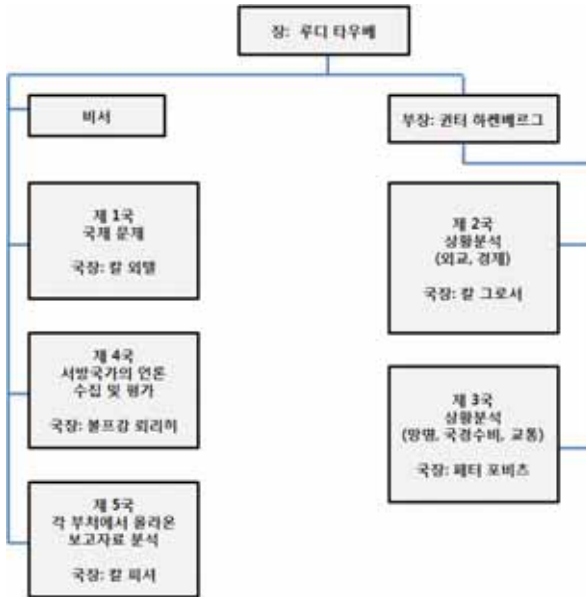 장: 루디 타우베
비서
부장: 귄터 하켄베르그
제 1국
국제 문제
국장: 칼 외맬
제 2국
상황분석
(외교, 경제)
국장: 칼 그로서
제 4국
서방국가의 언론
수집 및 평가
국장: 볼프강 뢰리히
제 3국
상황분석
(망명, 국경수비, 교통)
국장: 페터 포비츠
제 5국
각 부처에서 올라온
보고자료 분석
국장: 칼 피셔